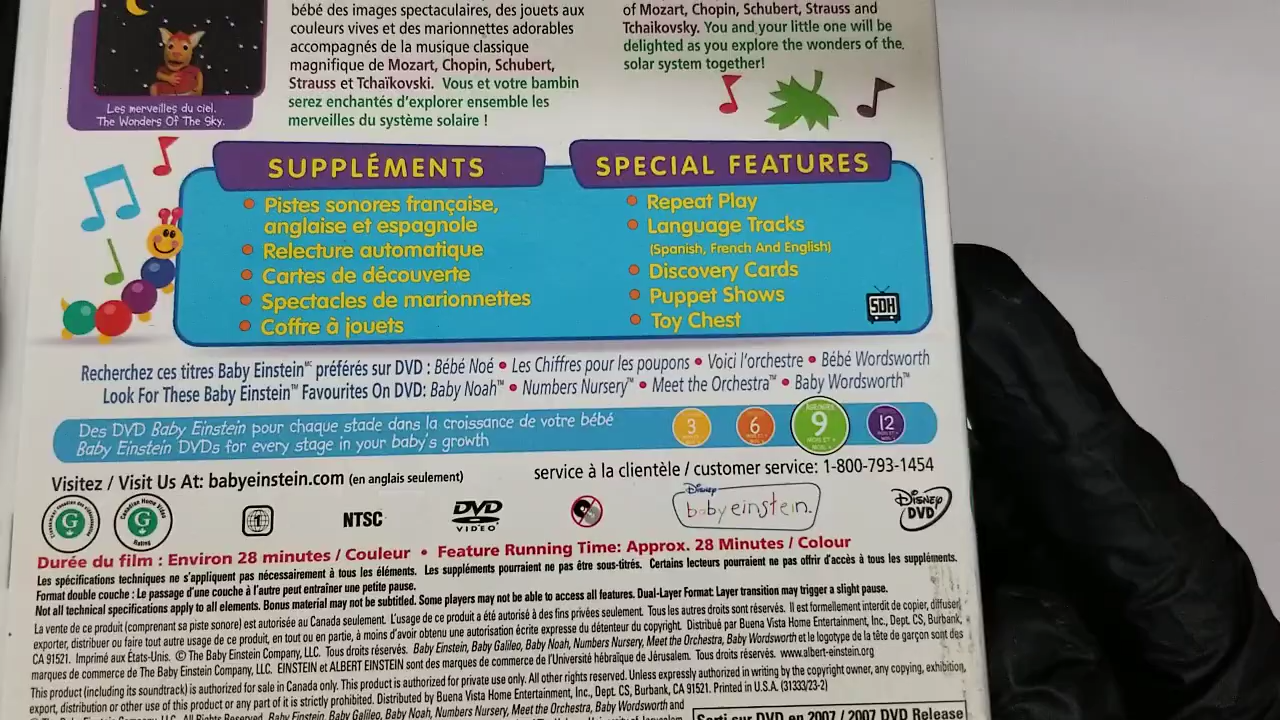 bébé des images spectaculaires, des jouets aux
couleurs vives et des marionnettes adorables
accompagnés de la musique classique
magnifique de Mozart, Chopin, Schubert,
Strauss et Tchaïkovski. Vous et votre bambin
serez enchantés d'explorer ensemble les
merveilles du système solaire !
of Mozart, Chopin, Schubert, Strauss and
Tchaikovsky. You and your little one will be
delighted as you explore the wonders of the
solar system together!
Les merveilles du ciel.
The Wonders Of The Sky.
SUPPLÉMENTS
Pistes sonores française,
anglaise et espagnole
Relecture automatique
Cartes de découverte
Spectacles de marionnettes
Coffre à jouets
SPECIAL FEATURES
Repeat Play
Language Tracks
(Spanish, French And English)
Discovery Cards
Puppet Shows
Toy Chest
SDH
Recherchez ces titres Baby Einstein préférés sur DVD : Bébé Noé • Les Chiffres pour les poupons • Voici l'orchestre • Bébé Wordsworth
Look For These Baby Einstein™ Favourites On DVD: Baby Noah™ • Numbers Nursery™ • Meet the Orchestra™ • Baby Wordsworth™
Des DVD Baby Einstein pour chaque stade dans la croissance de votre bébé
Baby Einstein DVDs for every stage in your baby's growth
3 6 9 12
Visitez / Visit Us At: babyeinstein.com (en anglais seulement)
service à la clientèle / customer service: 1-800-793-1454
G
Canadian Home Video Rating
G
1
NTSC
DVD VIDEO
Disney baby einstein.
Disney DVD
Durée du film : Environ 28 minutes / Couleur • Feature Running Time: Approx. 28 Minutes / Colour
Les spécifications techniques ne s'appliquent pas nécessairement à tous les éléments. Les suppléments pourraient ne pas être sous-titrés. Certains lecteurs pourraient ne pas offrir d'accès à tous les suppléments.
Format double couche : Le passage d'une couche à l'autre peut entraîner une petite pause.
Not all technical specifications apply to all elements. Bonus material may not be subtitled. Some players may not be able to access all features. Dual-Layer Format: Layer transition may trigger a slight pause.
La vente de ce produit (comprenant sa piste sonore) est autorisée au Canada seulement. L'usage de ce produit a été autorisé à des fins privées seulement. Tous les autres droits sont réservés. Il est formellement interdit de copier, diffuser,
exporter, distribuer ou faire tout autre usage de ce produit, en tout ou en partie, à moins d'avoir obtenu une autorisation écrite expresse du détenteur du copyright. Distribué par Buena Vista Home Entertainment, Inc., Dept. CS, Burbank,
CA 91521. Imprimé aux États-Unis. © The Baby Einstein Company, LLC. Tous droits réservés. Baby Einstein, Baby Galileo, Baby Noah, Numbers Nursery, Meet the Orchestra, Baby Wordsworth et le logotype de la tête de garçon sont des
marques de commerce de The Baby Einstein Company, LLC. EINSTEIN et ALBERT EINSTEIN sont des marques de commerce de l'Université hébraïque de Jérusalem. Tous droits réservés. www.albert-einstein.org
This product (including its soundtrack) is authorized for sale in Canada only. This product is authorized for private use only. All other rights reserved. Unless expressly authorized in writing by the copyright owner, any copying, exhibition,
export, distribution or other use of this product or any part of it is strictly prohibited. Distributed by Buena Vista Home Entertainment, Inc., Dept. CS, Burbank, CA 91521. Printed in U.S.A. (31333/23-2)
All Rights Reserved. Baby Einstein, Baby Galileo, Baby Noah, Numbers Nursery, Meet the Orchestra, Baby Wordsworth and
Sorti sur DVD en 2007 / 2007 DVD Release